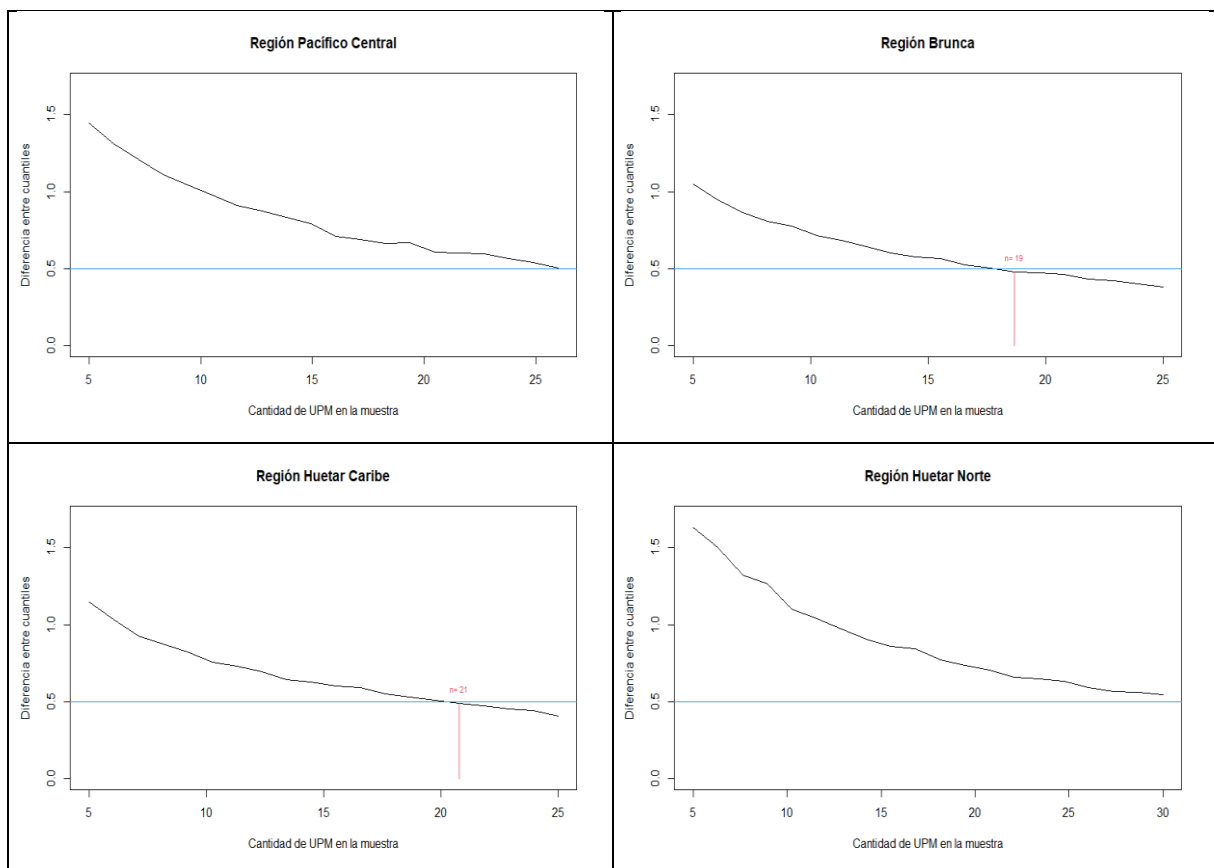 Región Pacífico Central
Diferencia entre cuantiles
1.5
1.0
0.5
0.0
5 10 15 20 25
Cantidad de UPM en la muestra
Región Brunca
Diferencia entre cuantiles
1.5
1.0
0.5
0.0
n= 19
5 10 15 20 25
Cantidad de UPM en la muestra
Región Huetar Caribe
Diferencia entre cuantiles
1.5
1.0
0.5
0.0
n= 21
5 10 15 20 25
Cantidad de UPM en la muestra
Región Huetar Norte
Diferencia entre cuantiles
1.5
1.0
0.5
0.0
5 10 15 20 25 30
Cantidad de UPM en la muestra